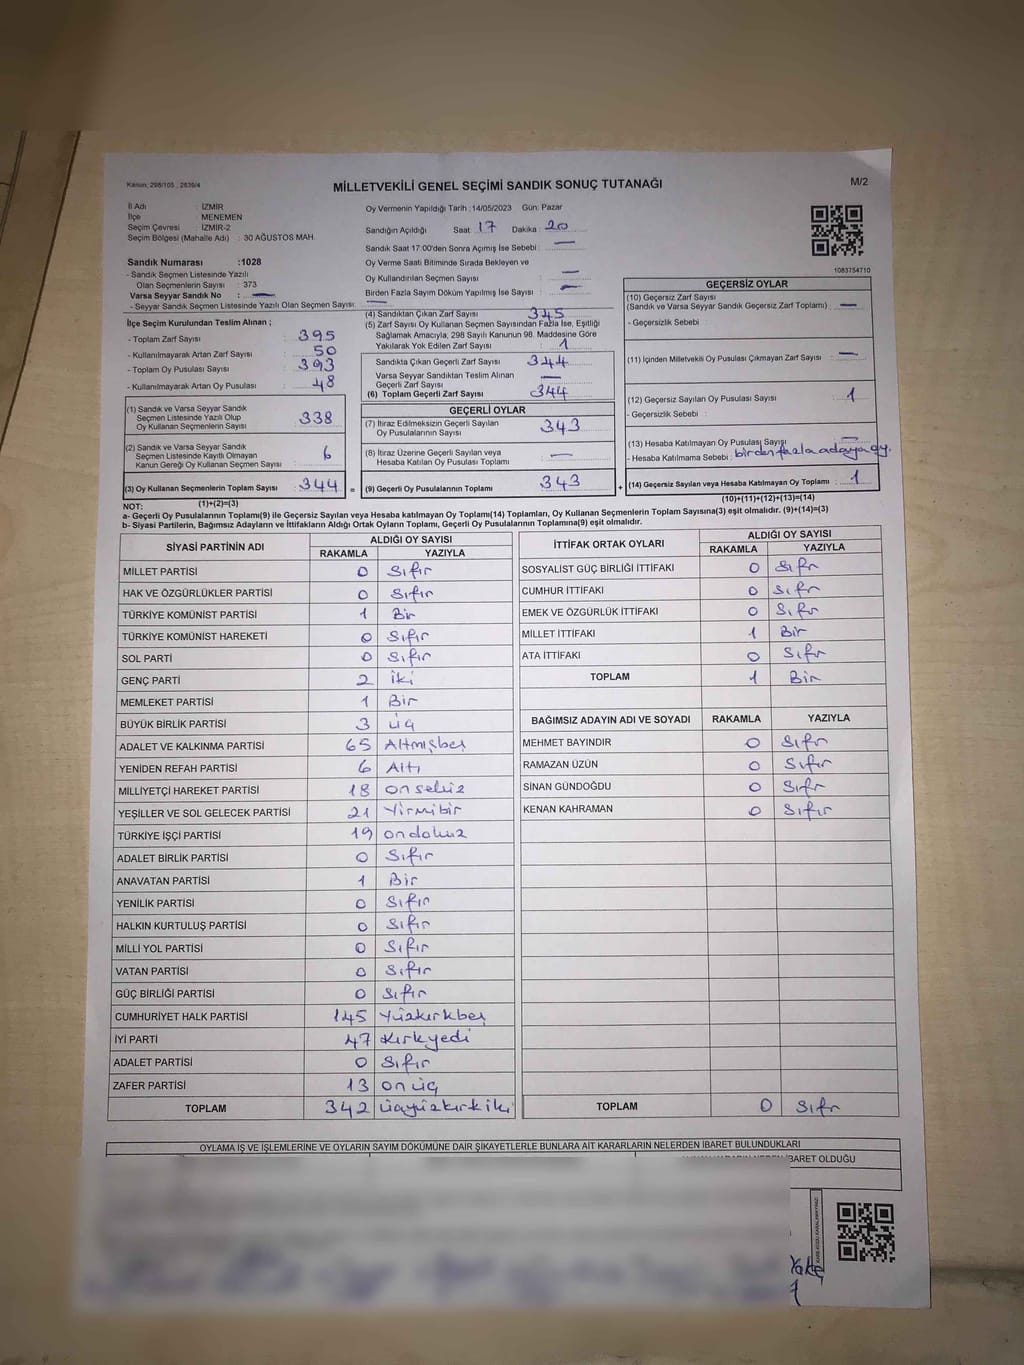 Kanun, 298/105 , 2839/4
MİLLETVEKİLİ GENEL SEÇİMİ SANDIK SONUÇ TUTANAĞI
M/2
İl Adı : İZMİR
İlçe : MENEMEN
Seçim Çevresi : İZMİR-2
Seçim Bölgesi (Mahalle Adı) : 30 AĞUSTOS MAH.
Sandık Numarası :1028
- Sandık Seçmen Listesinde Yazılı
Olan Seçmenlerin Sayısı : 373
Varsa Seyyar Sandık No : —
- Seyyar Sandık Seçmen Listesinde Yazılı Olan Seçmen Sayısı: —
Oy Vermenin Yapıldığı Tarih :14/05/2023 Gün: Pazar
Sandığın Açıldığı Saat: 17 Dakika: 20
Sandık Saat 17:00'den Sonra Açımış İse Sebebi : —
Oy Verme Saati Bitiminde Sırada Bekleyen ve
Oy Kullandırılan Seçmen Sayısı : —
Birden Fazla Sayım Döküm Yapılmış İse Sayısı : —
1083754710
İlçe Seçim Kurulundan Teslim Alınan ;
- Toplam Zarf Sayısı : 395
- Kullanılmayarak Artan Zarf Sayısı : 50
- Toplam Oy Pusulası Sayısı : 393
- Kullanılmayarak Artan Oy Pusulası : 48
(1) Sandık ve Varsa Seyyar Sandık
Seçmen Listesinde Yazılı Olup
Oy Kullanan Seçmenlerin Sayısı : 338
(2) Sandık ve Varsa Seyyar Sandık
Seçmen Listesinde Kayıtlı Olmayan
Kanun Gereği Oy Kullanan Seçmen Sayısı : 6
(3) Oy Kullanan Seçmenlerin Toplam Sayısı : 344
(1)+(2)=(3)
(4) Sandıktan Çıkan Zarf Sayısı : 345
(5) Zarf Sayısı Oy Kullanan Seçmen Sayısından Fazla İse, Eşitliği
Sağlamak Amacıyla, 298 Sayılı Kanunun 98. Maddesine Göre
Yakılarak Yok Edilen Zarf Sayısı : 1
Sandıkta Çıkan Geçerli Zarf Sayısı : 344
Varsa Seyyar Sandıktan Teslim Alınan
Geçerli Zarf Sayısı : —
(6) Toplam Geçerli Zarf Sayısı : 344
GEÇERLİ OYLAR
(7) İtiraz Edilmeksizin Geçerli Sayılan
Oy Pusulalarının Sayısı : 343
(8) İtiraz Üzerine Geçerli Sayılan veya
Hesaba Katılan Oy Pusulası Toplamı : —
= (9) Geçerli Oy Pusulalarının Toplamı : 343
GEÇERSİZ OYLAR
(10) Geçersiz Zarf Sayısı
(Sandık ve Varsa Seyyar Sandık Geçersiz Zarf Toplamı) : —
- Geçersizlik Sebebi :
(11) İçinden Milletvekili Oy Pusulası Çıkmayan Zarf Sayısı : —
(12) Geçersiz Sayılan Oy Pusulası Sayısı : 1
- Geçersizlik Sebebi :
(13) Hesaba Katılmayan Oy Pusulası Sayısı : —
- Hesaba Katılmama Sebebi : birden fazla adaya oy.
+ (14) Geçersiz Sayılan veya Hesaba Katılmayan Oy Toplamı : 1
(10)+(11)+(12)+(13)=(14)
NOT:
a- Geçerli Oy Pusulalarının Toplamı(9) ile Geçersiz Sayılan veya Hesaba katılmayan Oy Toplamı(14) Toplamları, Oy Kullanan Seçmenlerin Toplam Sayısına(3) eşit olmalıdır. (9)+(14)=(3)
b- Siyasi Partilerin, Bağımsız Adayların ve İttifakların Aldığı Ortak Oyların Toplamı, Geçerli Oy Pusulalarının Toplamına(9) eşit olmalıdır.
SİYASİ PARTİNİN ADI ALDIĞI OY SAYISI
RAKAMLA YAZIYLA
MİLLET PARTİSİ 0 Sıfır
HAK VE ÖZGÜRLÜKLER PARTİSİ 0 Sıfır
TÜRKİYE KOMÜNİST PARTİSİ 1 Bir
TÜRKİYE KOMÜNİST HAREKETİ 0 Sıfır
SOL PARTİ 0 Sıfır
GENÇ PARTİ 2 iki
MEMLEKET PARTİSİ 1 Bir
BÜYÜK BİRLİK PARTİSİ 3 üç
ADALET VE KALKINMA PARTİSİ 65 Altmışbeş
YENİDEN REFAH PARTİSİ 6 Altı
MİLLİYETÇİ HAREKET PARTİSİ 18 onsekiz
YEŞİLLER VE SOL GELECEK PARTİSİ 21 Yirmibir
TÜRKİYE İŞÇİ PARTİSİ 19 ondokuz
ADALET BİRLİK PARTİSİ 0 Sıfır
ANAVATAN PARTİSİ 1 Bir
YENİLİK PARTİSİ 0 Sıfır
HALKIN KURTULUŞ PARTİSİ 0 Sıfır
MİLLİ YOL PARTİSİ 0 Sıfır
VATAN PARTİSİ 0 Sıfır
GÜÇ BİRLİĞİ PARTİSİ 0 Sıfır
CUMHURİYET HALK PARTİSİ 145 Yüzkırkbeş
İYİ PARTİ 47 Kırkyedi
ADALET PARTİSİ 0 Sıfır
ZAFER PARTİSİ 13 on üç
TOPLAM 342 üçyüzkırkiki
İTTİFAK ORTAK OYLARI ALDIĞI OY SAYISI
RAKAMLA YAZIYLA
SOSYALİST GÜÇ BİRLİĞİ İTTİFAKI 0 Sıfır
CUMHUR İTTİFAKI 0 Sıfır
EMEK VE ÖZGÜRLÜK İTTİFAKI 0 Sıfır
MİLLET İTTİFAKI 1 Bir
ATA İTTİFAKI 0 Sıfır
TOPLAM 1 Bir
BAĞIMSIZ ADAYIN ADI VE SOYADI RAKAMLA YAZIYLA
MEHMET BAYINDIR 0 Sıfır
RAMAZAN ÜZÜN 0 Sıfır
SİNAN GÜNDOĞDU 0 Sıfır
KENAN KAHRAMAN 0 Sıfır
TOPLAM 0 Sıfır
OYLAMA İŞ VE İŞLEMLERİNE VE OYLARIN SAYIM DÖKÜMÜNE DAİR ŞİKAYETLERLE BUNLARA AİT KARARLARIN NELERDEN İBARET BULUNDUKLARI
İBARET OLDUĞU